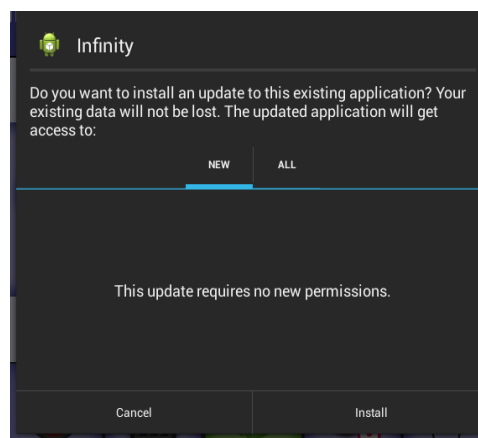 Infinity
Do you want to install an update to this existing application? Your
existing data will not be lost. The updated application will get
access to:
NEW ALL
This update requires no new permissions.
Cancel Install